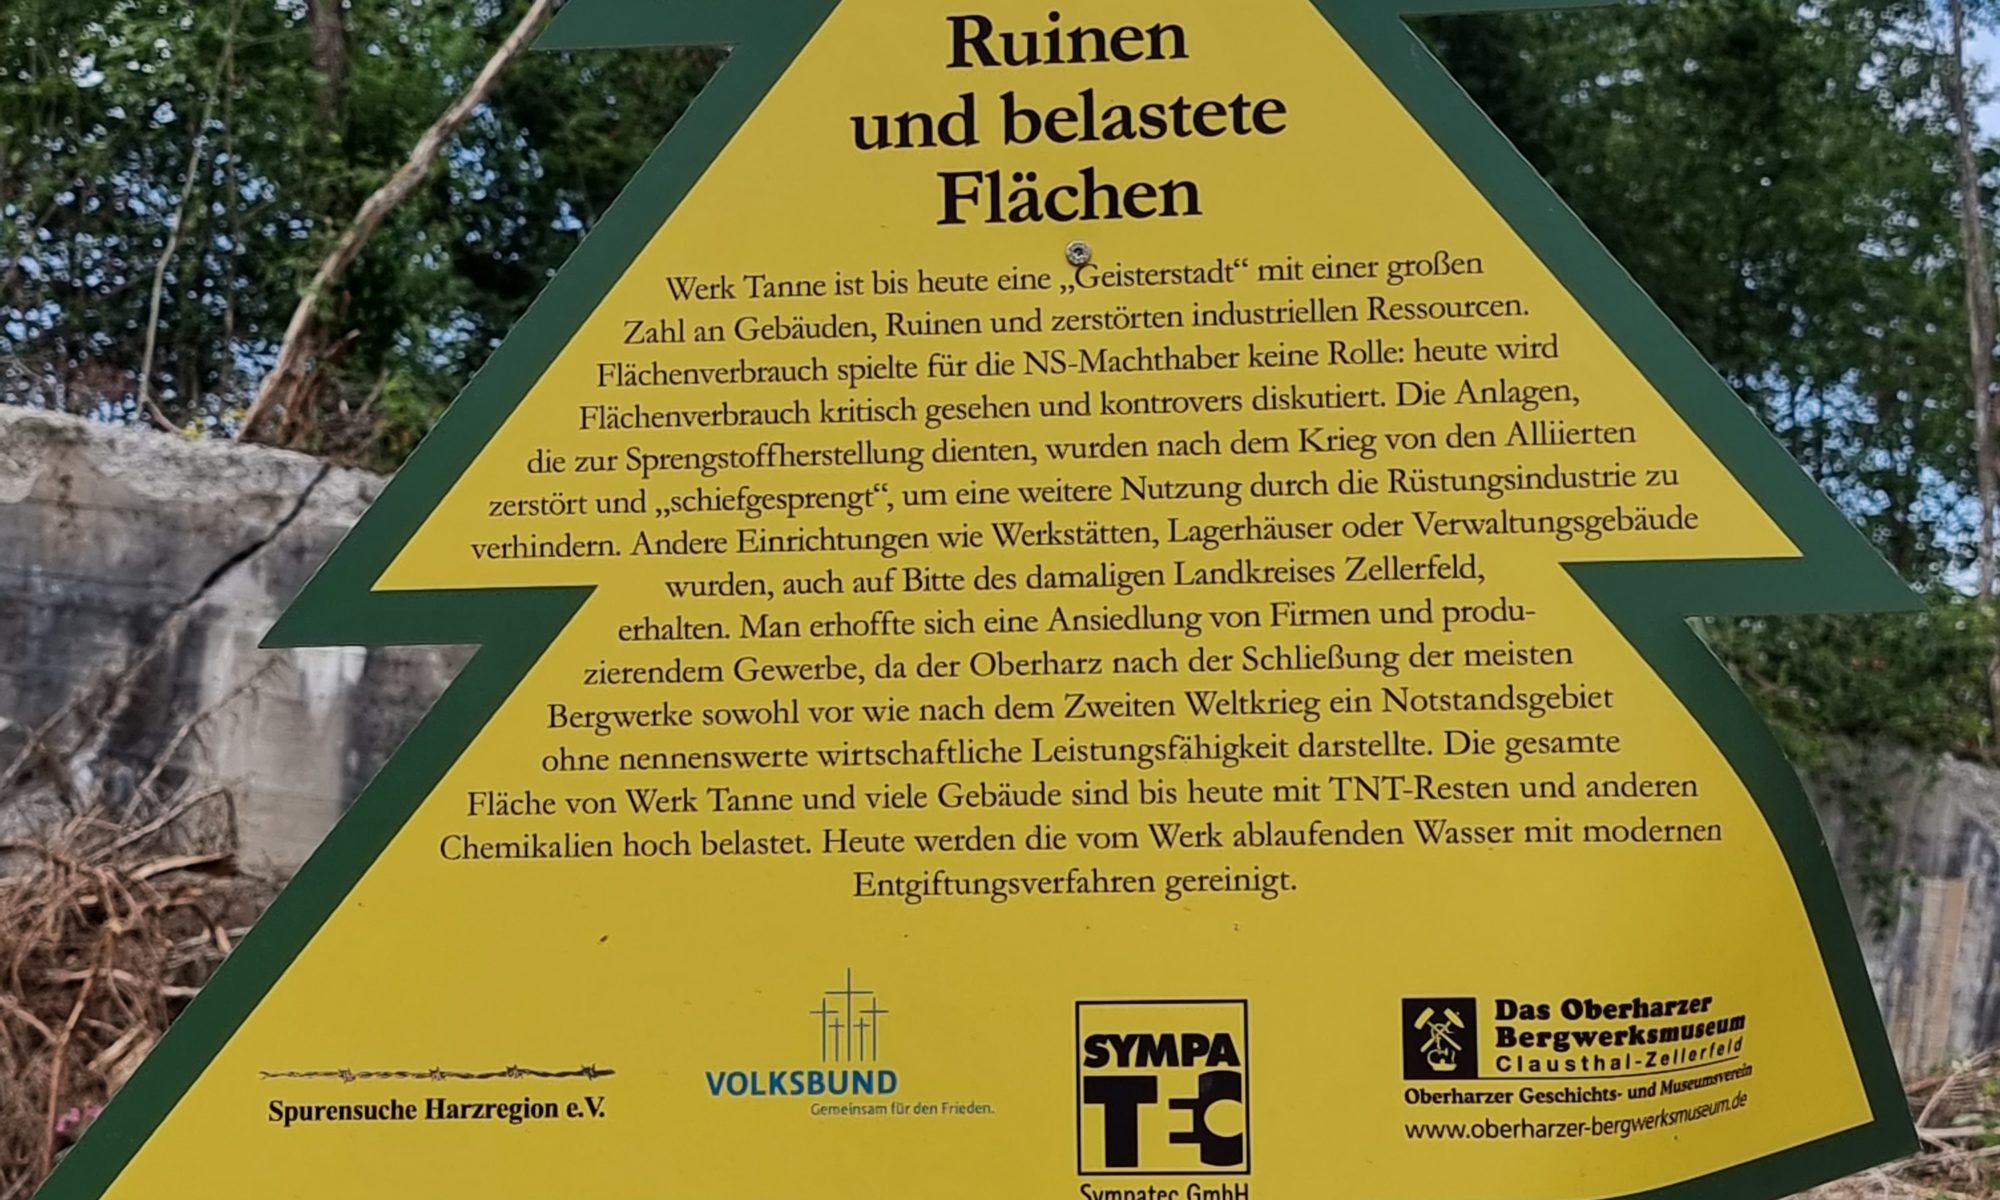 Ruinen
und belastete
Flächen
Werk Tanne ist bis heute eine „Geisterstadt“ mit einer großen
Zahl an Gebäuden, Ruinen und zerstörten industriellen Ressourcen.
Flächenverbrauch spielte für die NS-Machthaber keine Rolle: heute wird
Flächenverbrauch kritisch gesehen und kontrovers diskutiert. Die Anlagen,
die zur Sprengstoffherstellung dienten, wurden nach dem Krieg von den Alliierten
zerstört und „schiefgesprengt“, um eine weitere Nutzung durch die Rüstungsindustrie zu
verhindern. Andere Einrichtungen wie Werkstätten, Lagerhäuser oder Verwaltungsgebäude
wurden, auch auf Bitte des damaligen Landkreises Zellerfeld,
erhalten. Man erhoffte sich eine Ansiedlung von Firmen und produ-
zierendem Gewerbe, da der Oberharz nach der Schließung der meisten
Bergwerke sowohl vor wie nach dem Zweiten Weltkrieg ein Notstandsgebiet
ohne nennenswerte wirtschaftliche Leistungsfähigkeit darstellte. Die gesamte
Fläche von Werk Tanne und viele Gebäude sind bis heute mit TNT-Resten und anderen
Chemikalien hoch belastet. Heute werden die vom Werk ablaufenden Wasser mit modernen
Entgiftungsverfahren gereinigt.
Spurensuche Harzregion e.V.
VOLKSBUND
Gemeinsam für den Frieden.
SYMPA
TEC
Sympatec GmbH
Das Oberharzer
Bergwerksmuseum
Clausthal-Zellerfeld
Oberharzer Geschichts- und Museumsverein
www.oberharzer-bergwerksmuseum.de